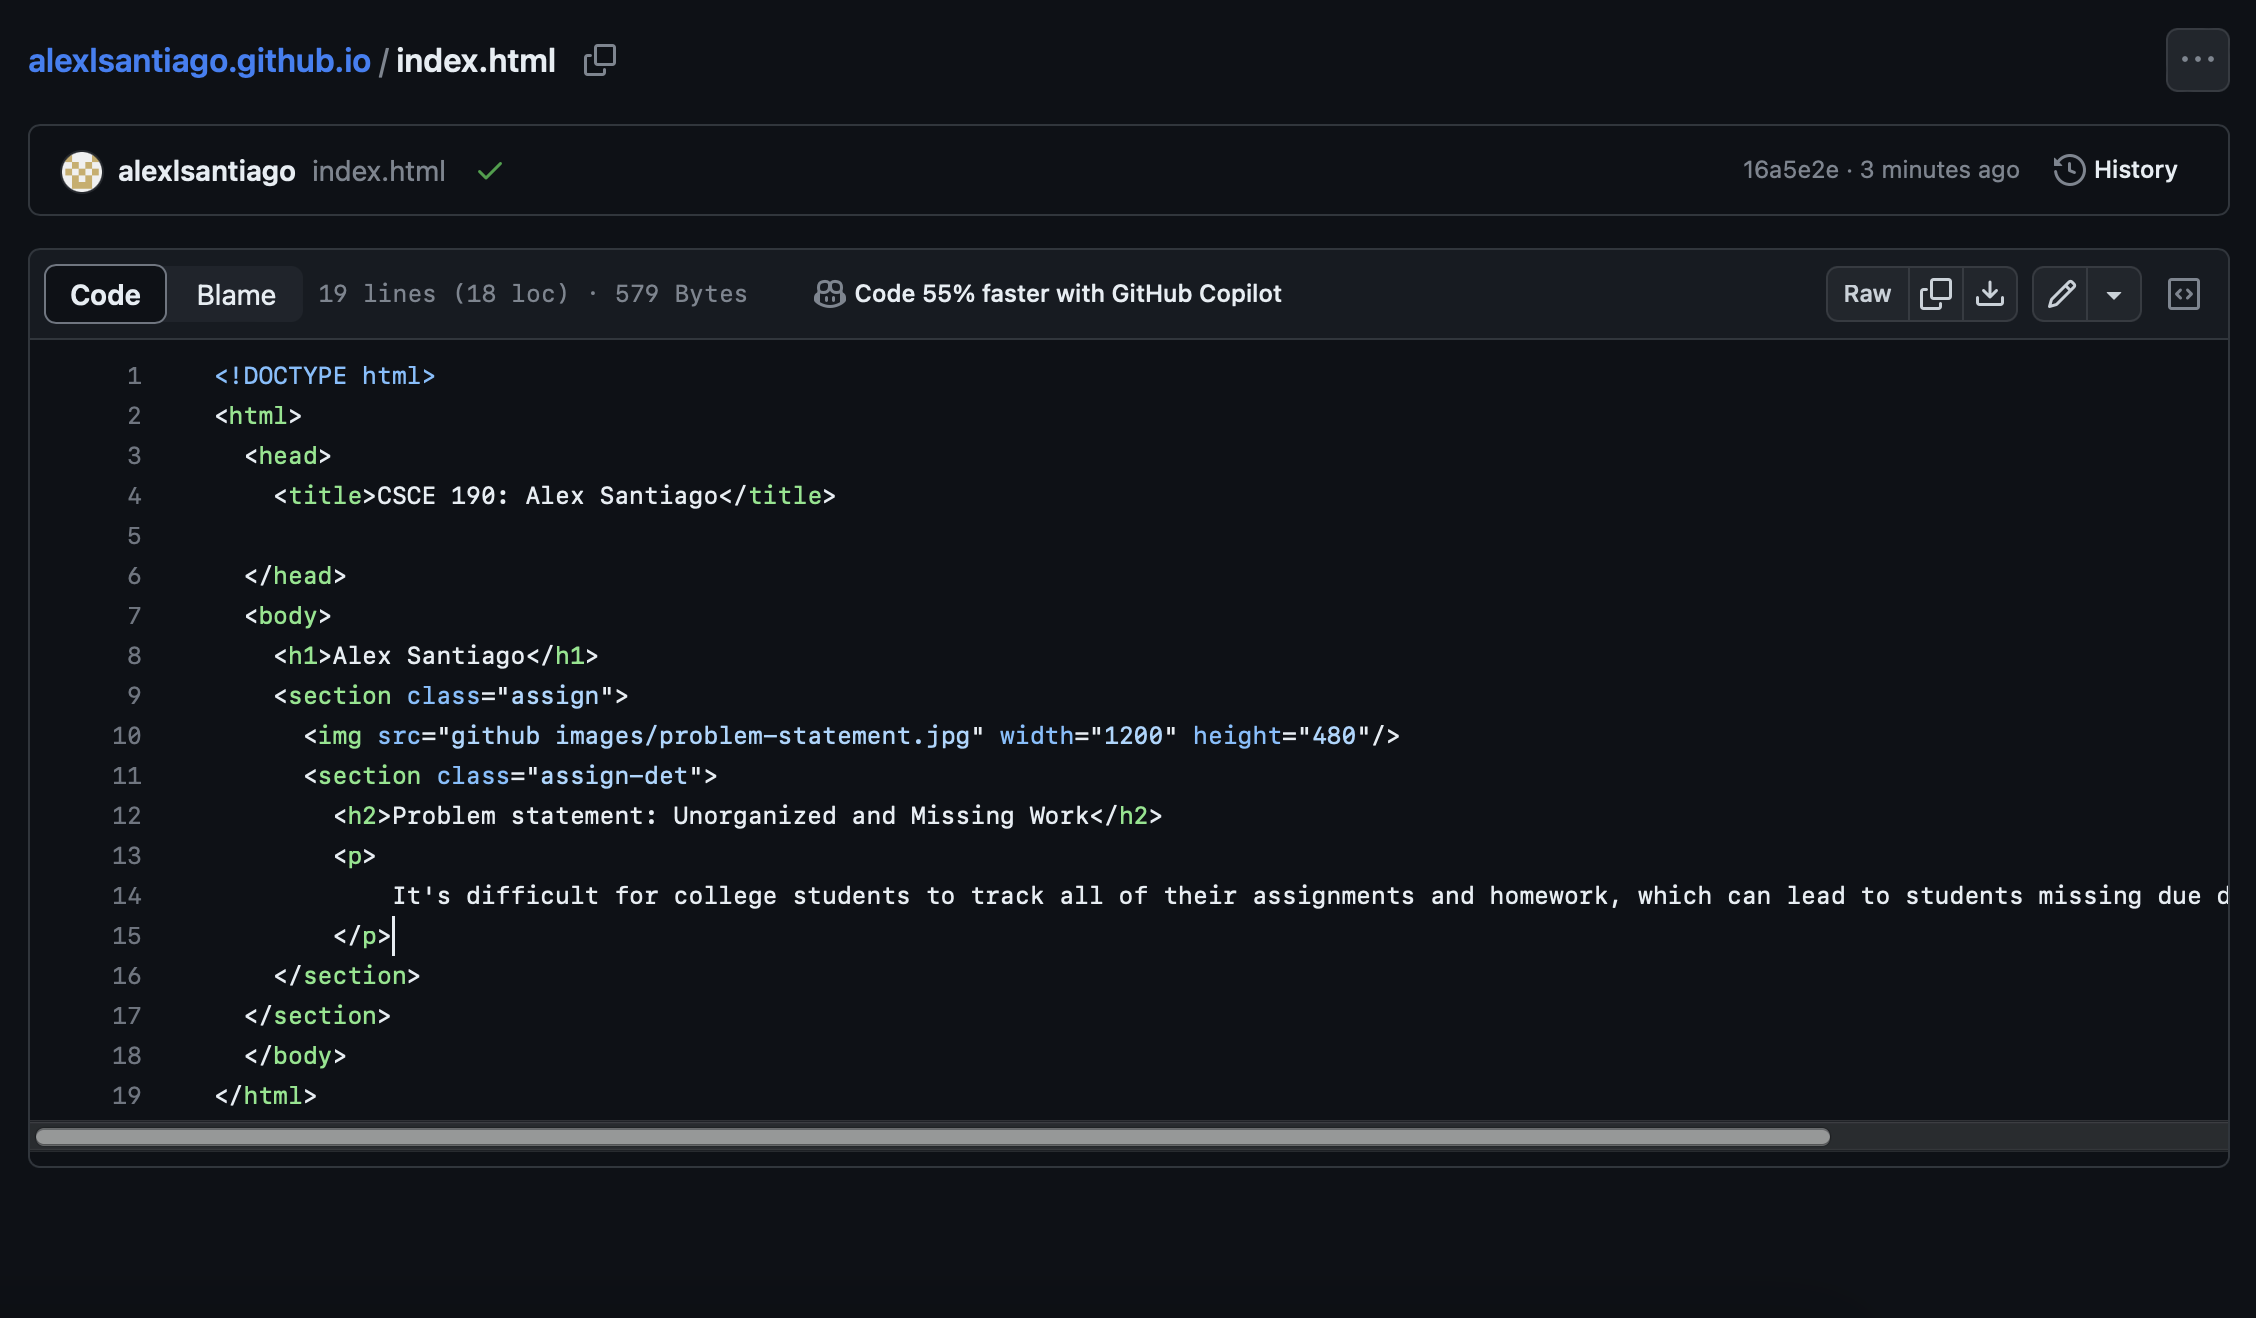 alexlsantiago.github.io / index.html
alexlsantiago index.html 16a5e2e · 3 minutes ago History
Code Blame 19 lines (18 loc) · 579 Bytes Code 55% faster with GitHub Copilot Raw
1 <!DOCTYPE html>
2 <html>
3   <head>
4     <title>CSCE 190: Alex Santiago</title>
5
6   </head>
7   <body>
8     <h1>Alex Santiago</h1>
9     <section class="assign">
10       <img src="github images/problem-statement.jpg" width="1200" height="480"/>
11       <section class="assign-det">
12         <h2>Problem statement: Unorganized and Missing Work</h2>
13         <p>
14             It's difficult for college students to track all of their assignments and homework, which can lead to students missing due d
15         </p>
16     </section>
17   </section>
18   </body>
19 </html>